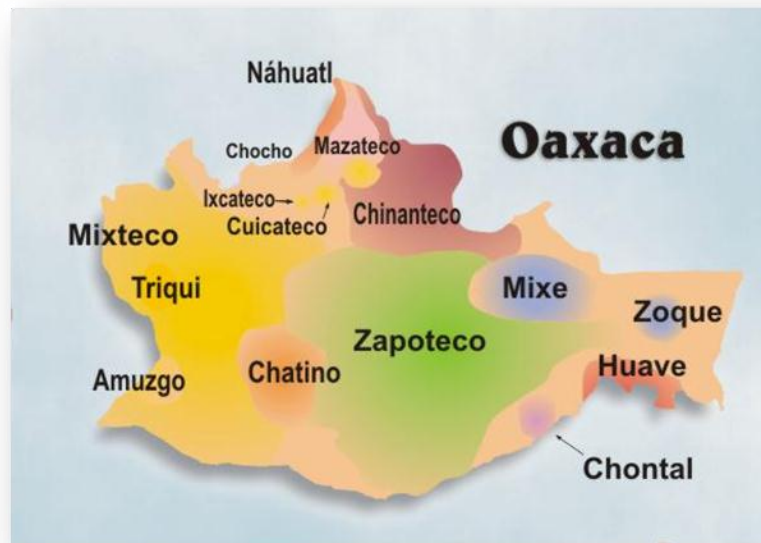 Náhuatl
Oaxaca
Chocho
Mazateco
Ixcateco
Cuicateco
Chinanteco
Mixteco
Triqui
Mixe
Zoque
Zapoteco
Huave
Amuzgo
Chatino
Chontal